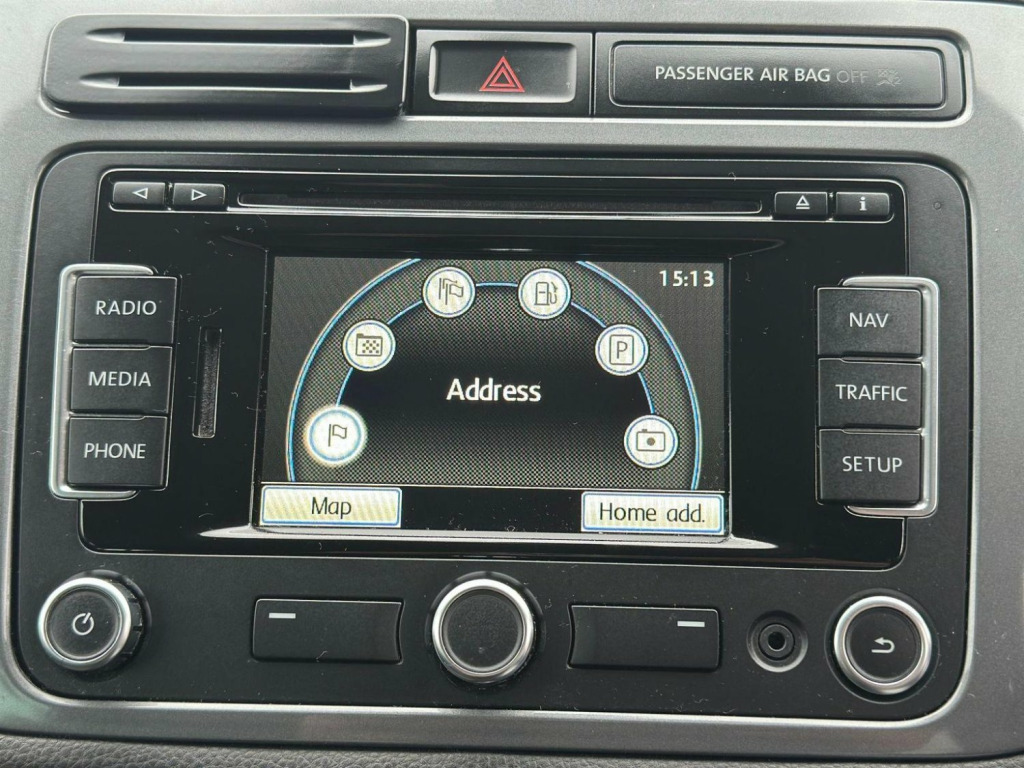 PASSENGER AIR BAG OFF
i
RADIO
MEDIA
PHONE
15:13
P
Address
Map
Home add.
NAV
TRAFFIC
SETUP